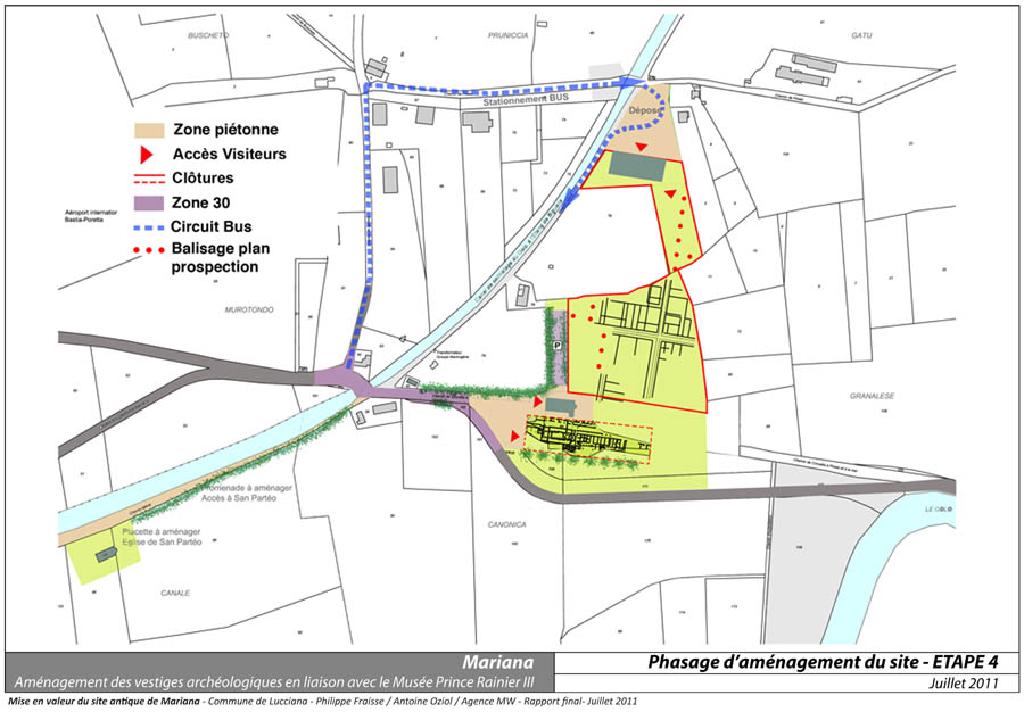 BUSCHETO
PRUNICCIA
GATU
Stationnement BUS
Dépose
Zone piétonne
Accès Visiteurs
Clôtures
Zone 30
Circuit Bus
Balisage plan
prospection
Bastia-Poretta
MUROTONDO
P
GRANALESE
Promenade à aménager
Accès à San Partéo
Placette à aménager
Eglise de San Partéo
CANONICA
LE GOLO
CANALE
Mariana
Aménagement des vestiges archéologiques en liaison avec le Musée Prince Rainier III
Phasage d'aménagement du site - ETAPE 4
Juillet 2011
Mise en valeur du site antique de Mariana - Commune de Lucciana - Philippe Fraisse / Antoine Oziol / Agence MW - Rapport final- Juillet 2011